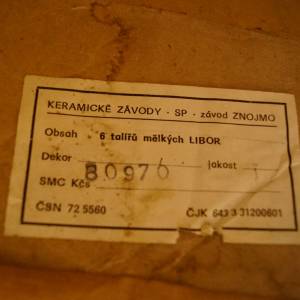 KERAMICKÉ ZÁVODY - SP - závod ZNOJMO
Obsah 6 talířů mělkých LIBOR
Dekor 80976 jakost I
SMC Kčs
ČSN 72 5560 ČJK 643 3 31200601